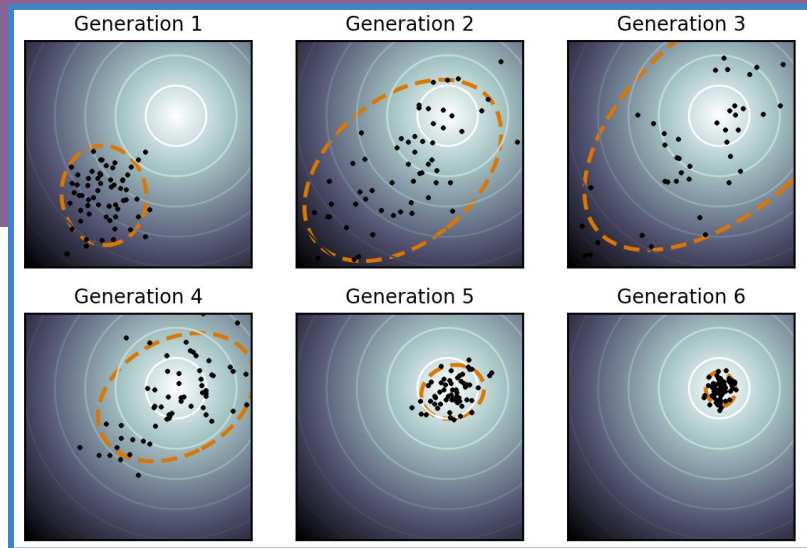 Generation 1
Generation 2
Generation 3
Generation 4
Generation 5
Generation 6